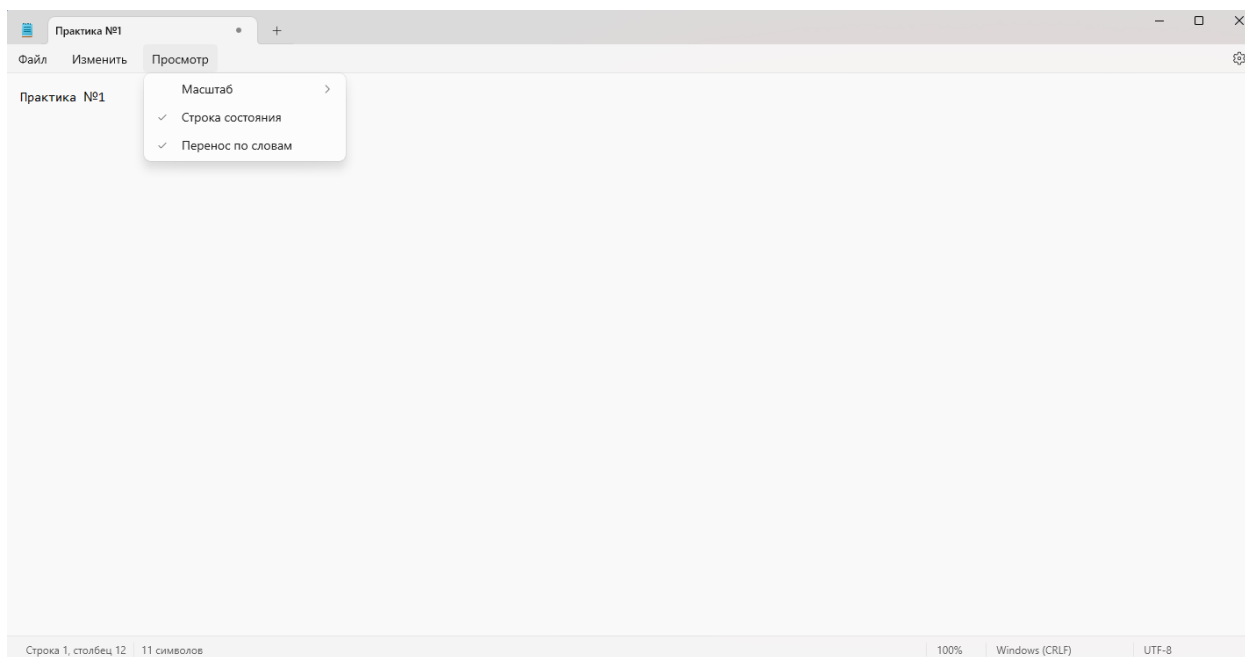 Практика №1
Файл Изменить Просмотр
Практика №1
Масштаб
Строка состояния
Перенос по словам
Строка 1, столбец 12 11 символов 100% Windows (CRLF) UTF-8